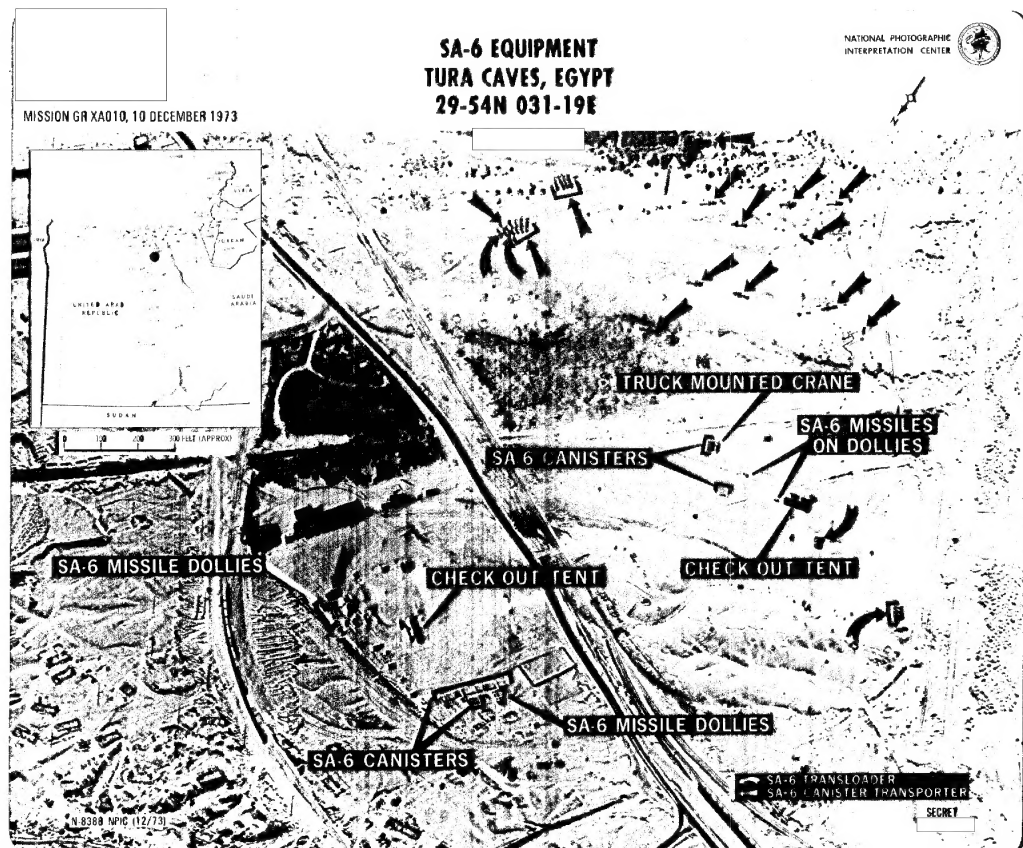 SA-6 EQUIPMENT
TURA CAVES, EGYPT
29-54N 031-19E
NATIONAL PHOTOGRAPHIC
INTERPRETATION CENTER
MISSION GR XA010, 10 DECEMBER 1973
N
UNITED ARAB
REPUBLIC
SAUDI
ARABIA
SUDAN
0 100 200 300 FEET (APPROX)
TRUCK MOUNTED CRANE
SA-6 MISSILES
ON DOLLIES
SA-6 CANISTERS
SA-6 MISSILE DOLLIES
CHECK OUT TENT
CHECK OUT TENT
SA-6 MISSILE DOLLIES
SA-6 CANISTERS
SA-6 TRANSLOADER
SA-6 CANISTER TRANSPORTER
N-8388 NPIC (12/73)
SECRET